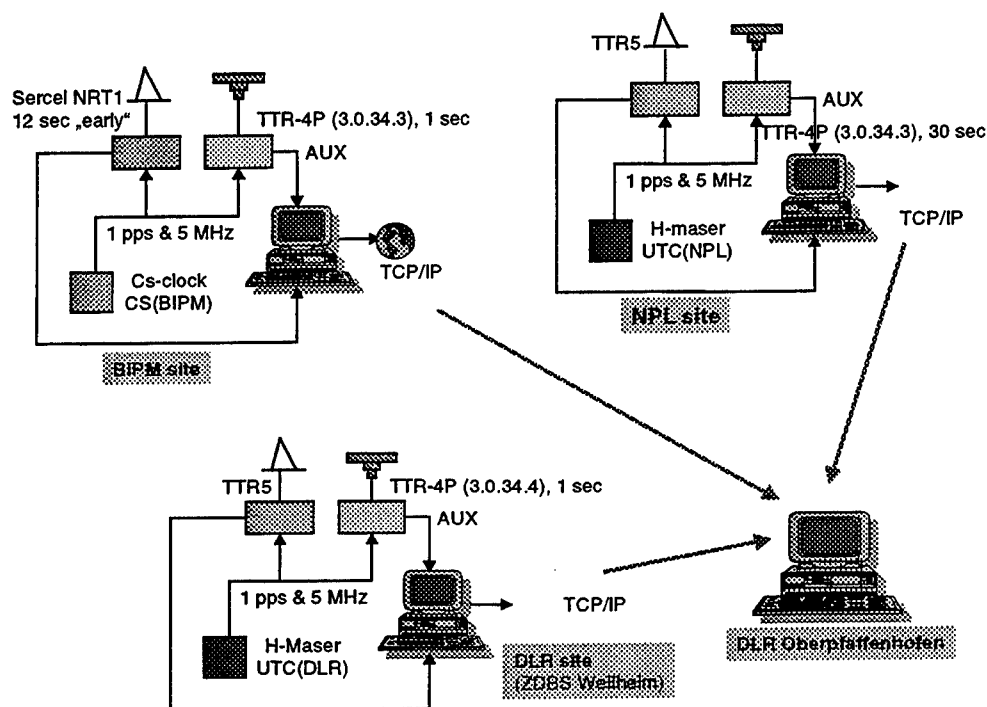 Sercel NRT1
12 sec „early“
TTR-4P (3.0.34.3), 1 sec
AUX
1 pps & 5 MHz
Cs-clock
CS(BIPM)
TCP/IP
BIPM site
TTR5
AUX
TTR-4P (3.0.34.3), 30 sec
1 pps & 5 MHz
H-maser
UTC(NPL)
TCP/IP
NPL site
TTR5
TTR-4P (3.0.34.4), 1 sec
AUX
1 pps & 5 MHz
H-Maser
UTC(DLR)
TCP/IP
DLR site
(ZDBS Weilheim)
DLR Oberpfaffenhofen